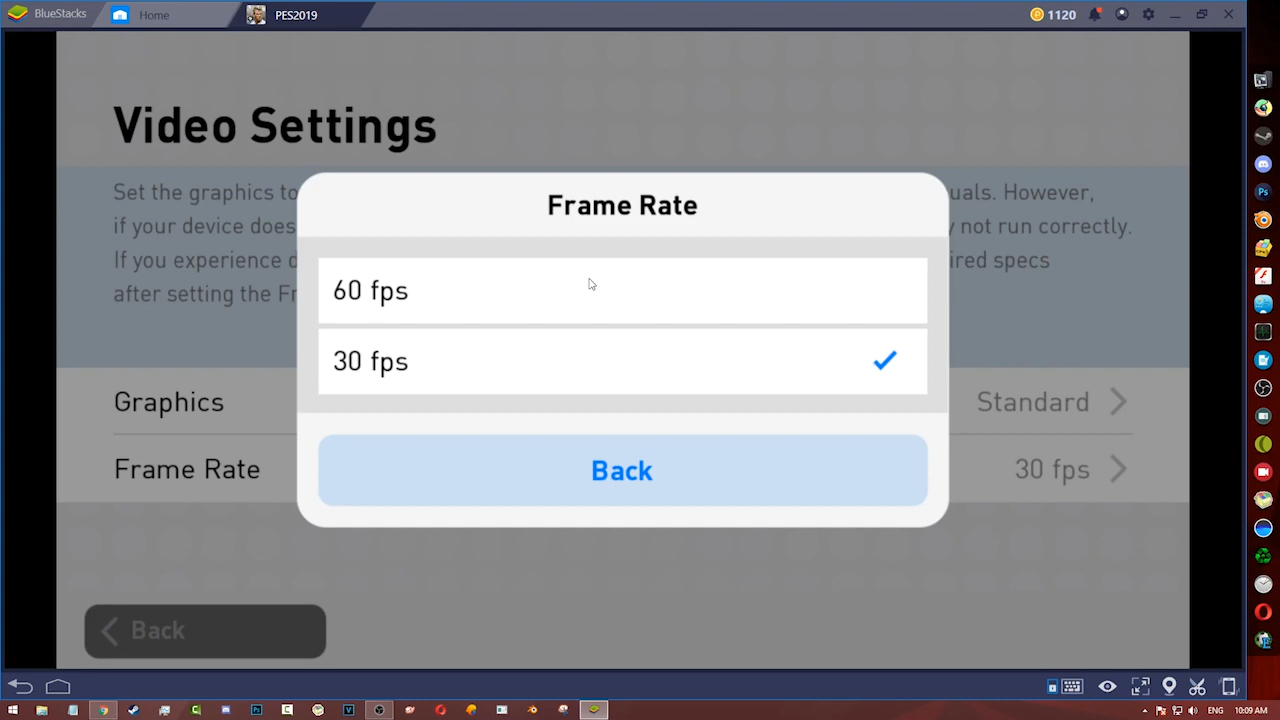 BlueStacks
Home
PES2019
1120
Video Settings
Set the graphics to
uals. However,
if your device does
not run correctly.
If you experience
ired specs
after setting the
Frame Rate
60 fps
30 fps
Back
Graphics
Standard
Frame Rate
30 fps
Back
Ps
Ps
V
ENG
10:09 AM